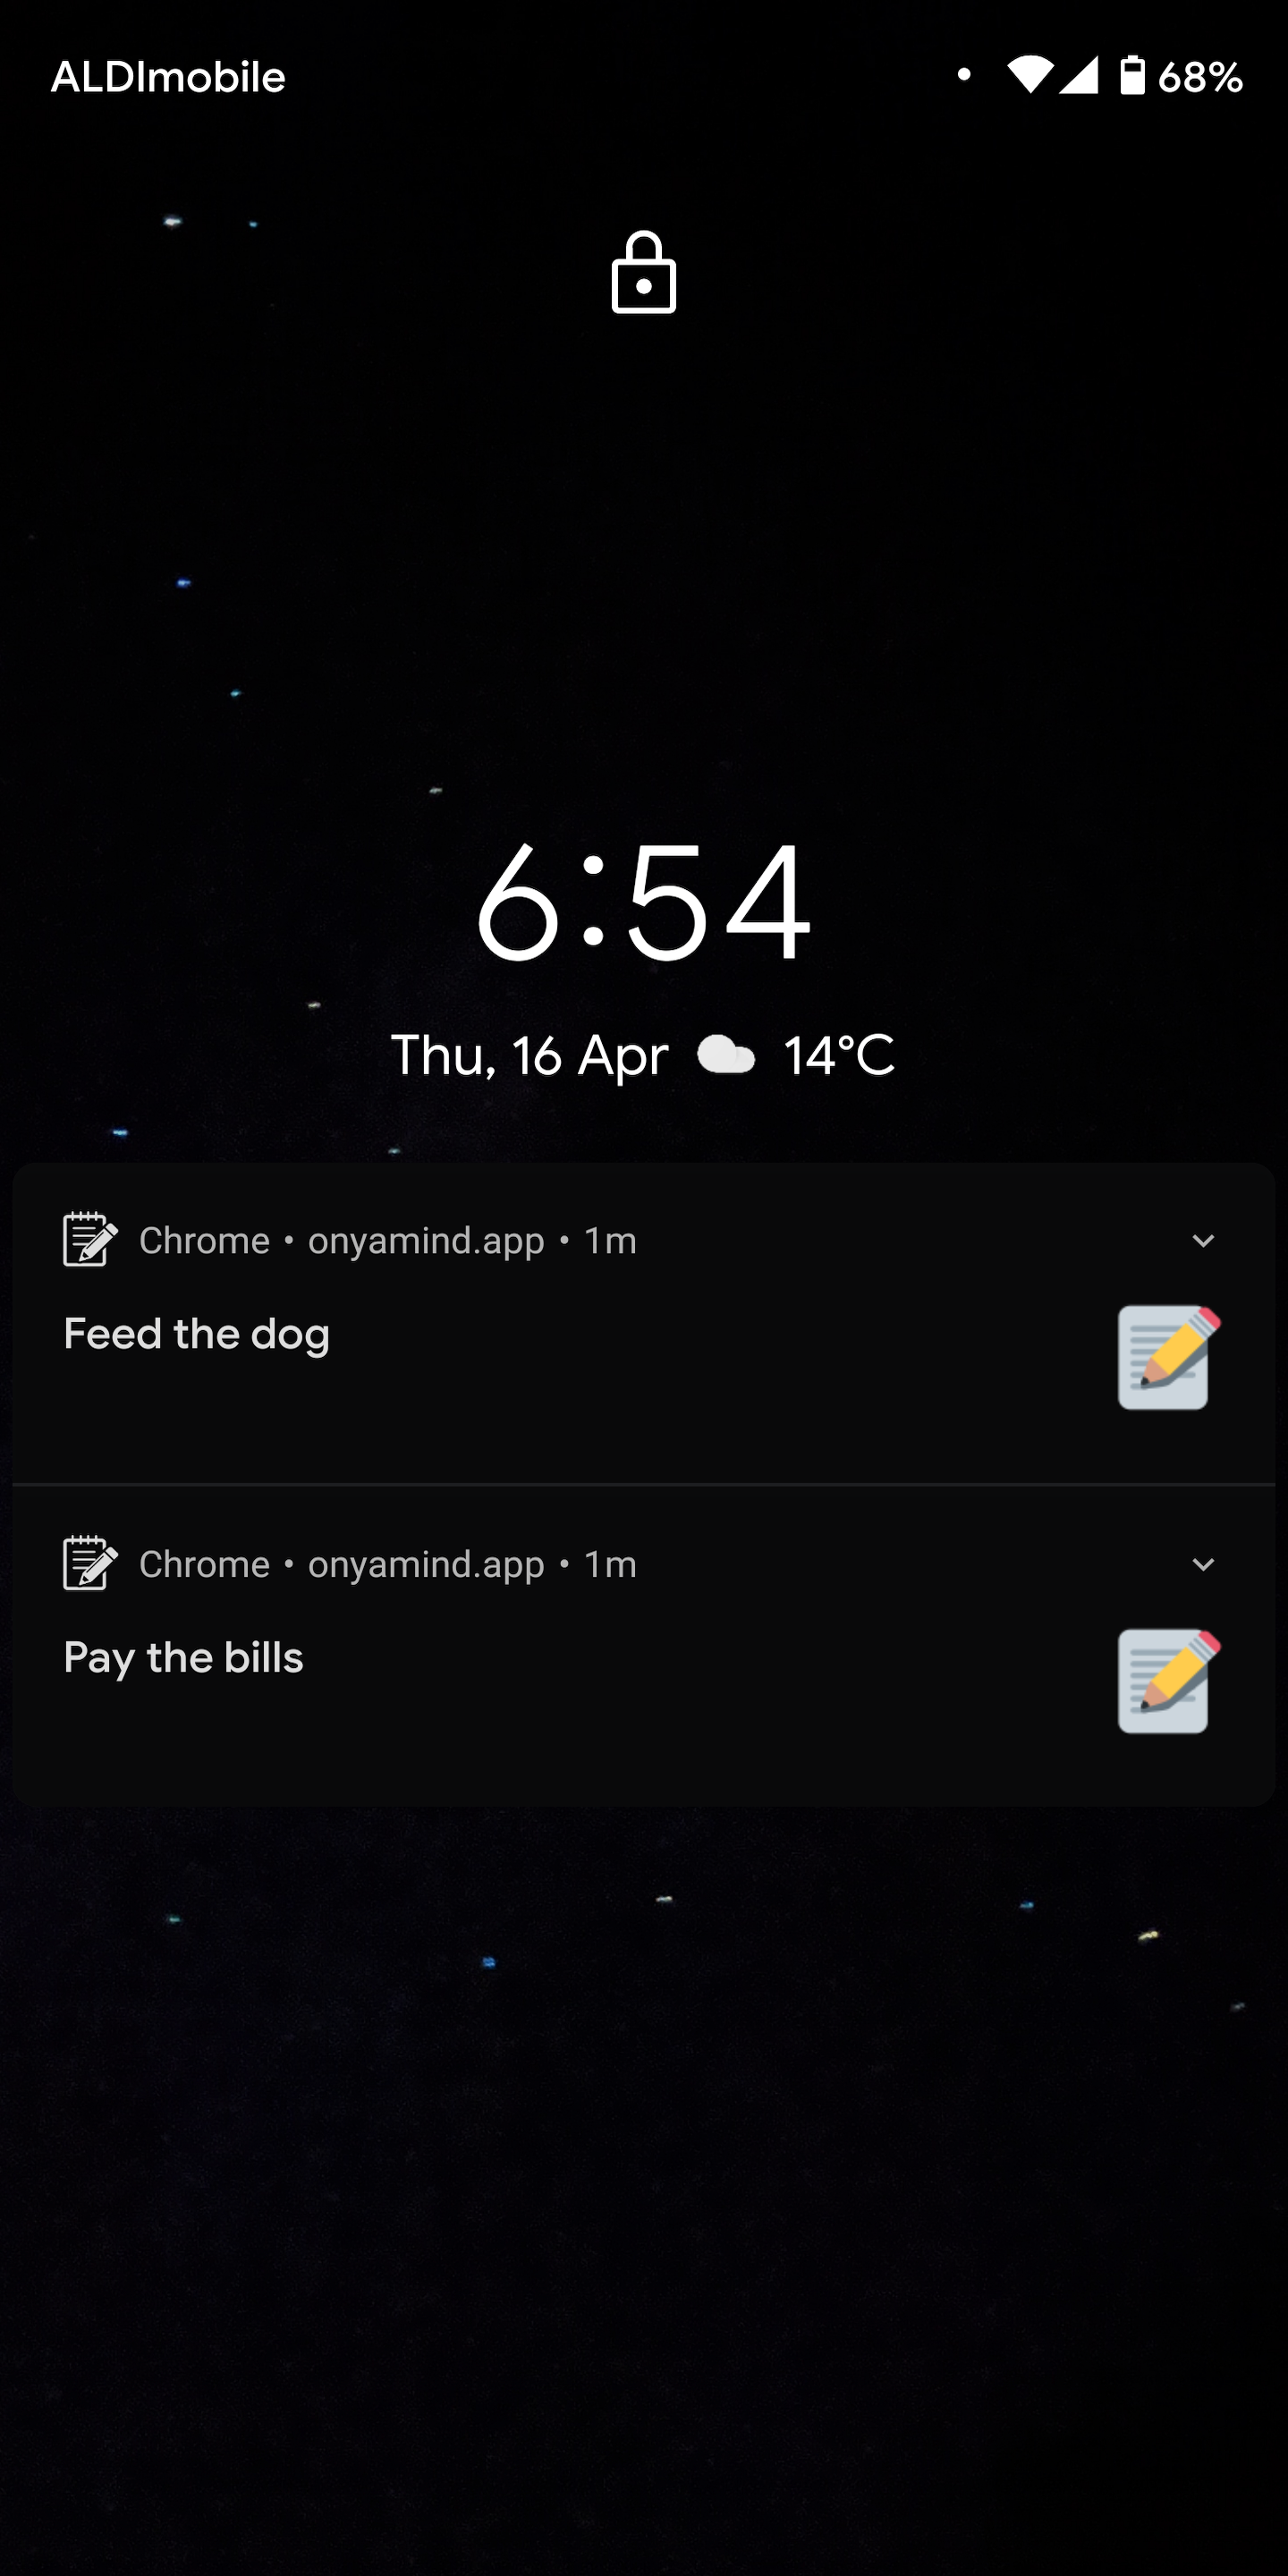 ALDImobile 68%
6:54
Thu, 16 Apr 14°C
Chrome • onyamind.app • 1m
Feed the dog
Chrome • onyamind.app • 1m
Pay the bills